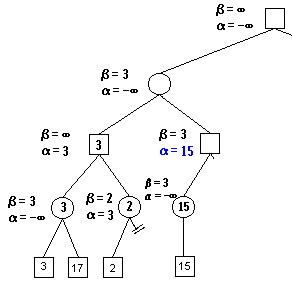 β = ∞
α = -∞
β = 3
α = -∞
β = ∞
α = 3
3
β = 3
α = 15
β = 3
α = -∞
3
β = 2
α = 3
2
β = 3
α = -∞
15
3
17
2
15